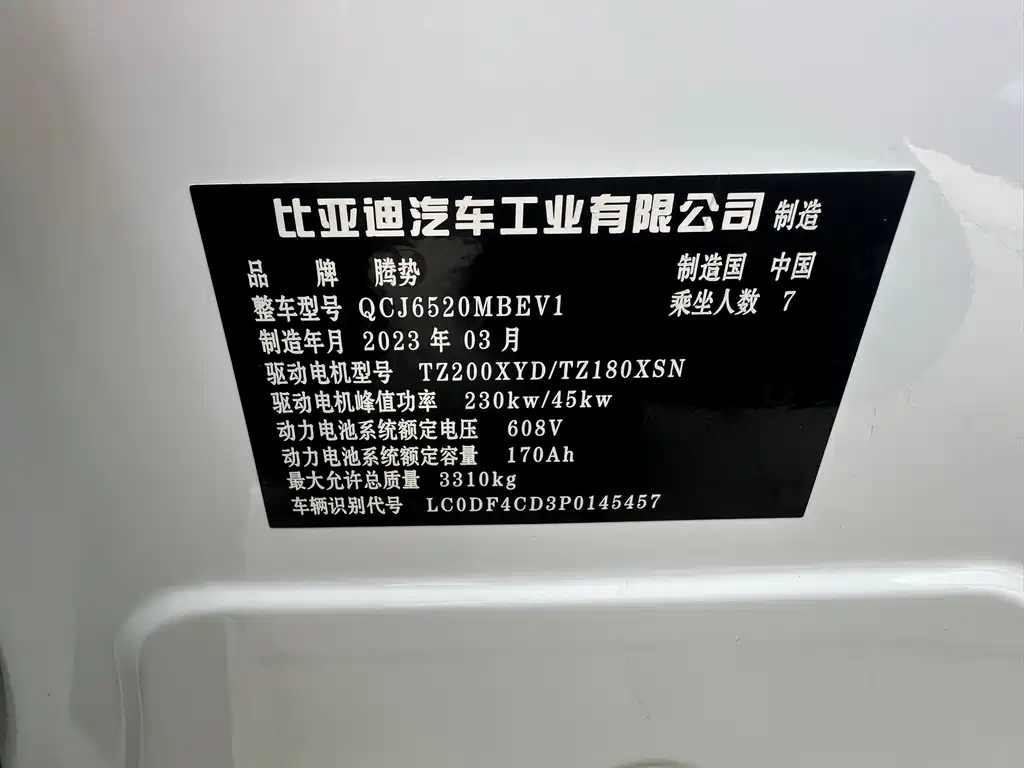 比亚迪汽车工业有限公司 制造
品 牌 腾势 制造国 中国
整车型号 QCJ6520MBEV1 乘坐人数 7
制造年月 2023 年 03 月
驱动电机型号 TZ200XYD/TZ180XSN
驱动电机峰值功率 230kw/45kw
动力电池系统额定电压 608V
动力电池系统额定容量 170Ah
最大允许总质量 3310kg
车辆识别代号 LC0DF4CD3P0145457